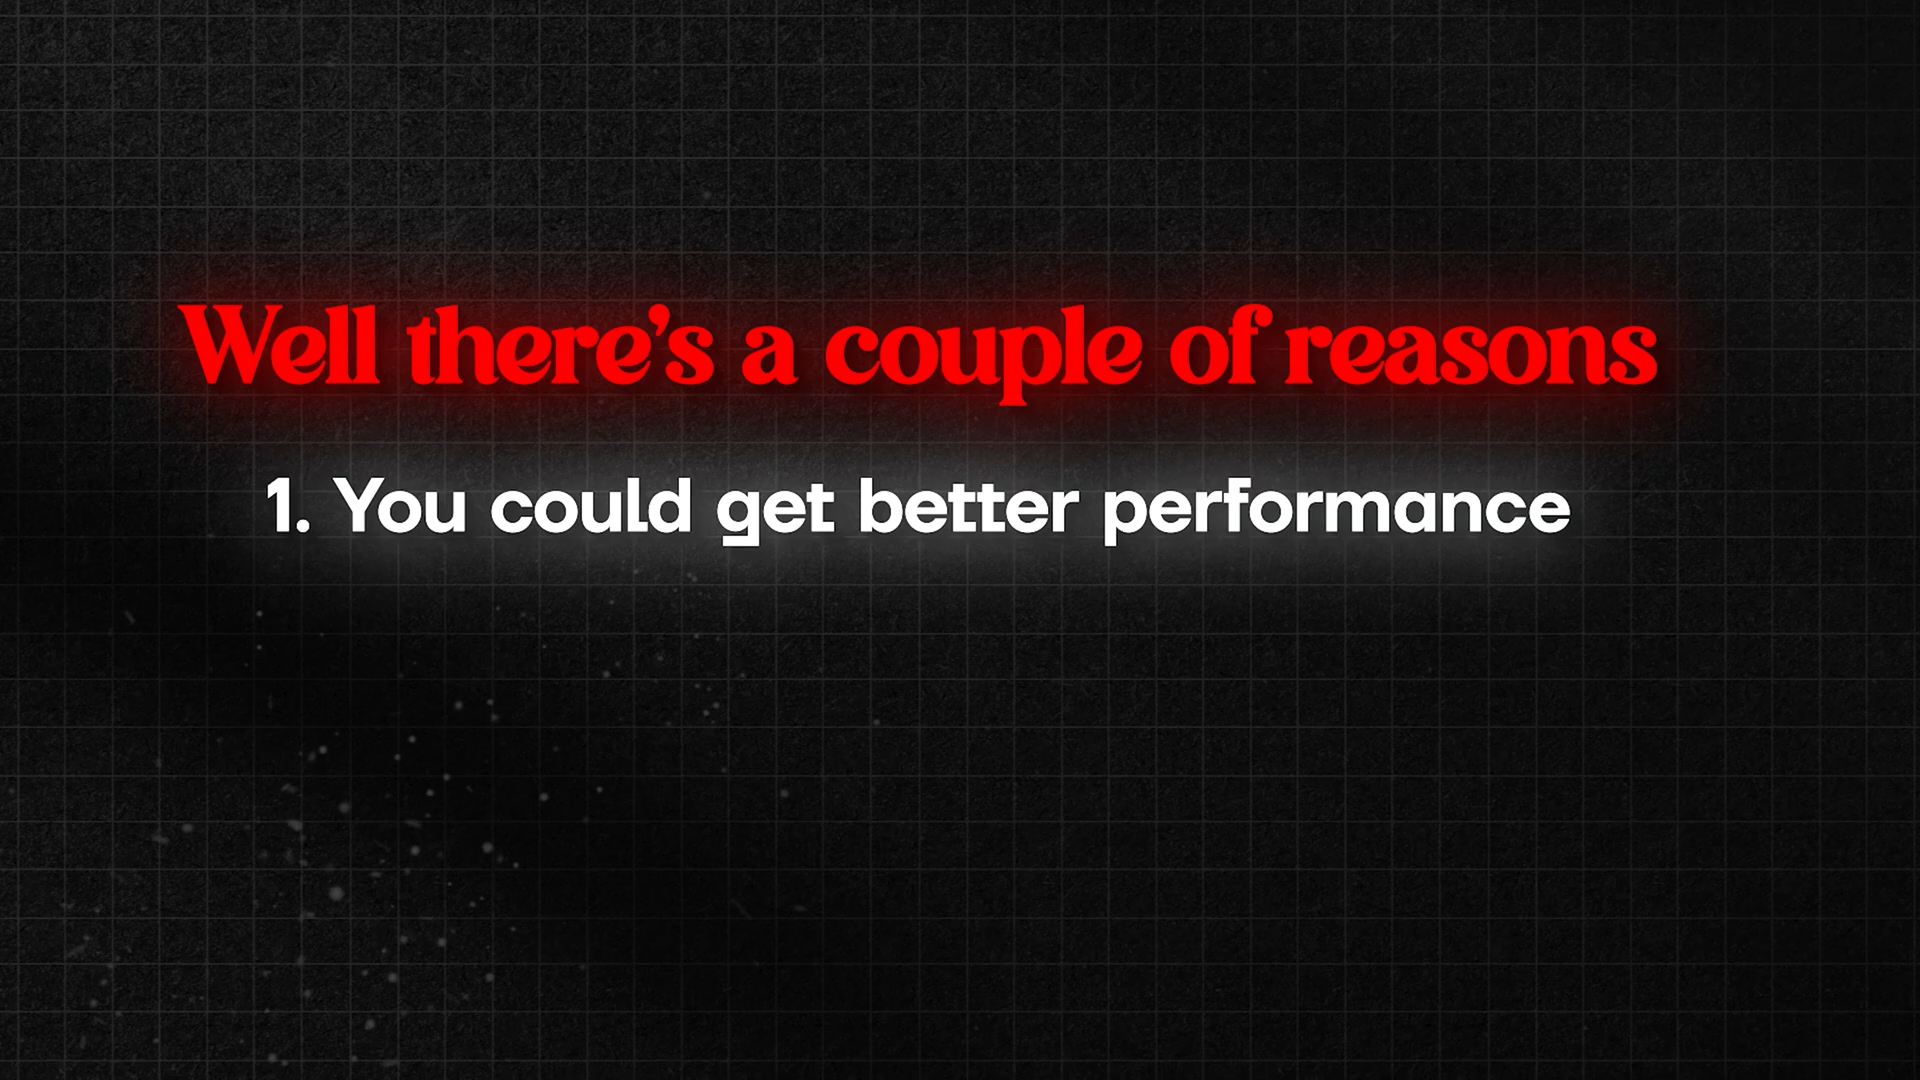 Well there’s a couple of reasons
1. You could get better performance